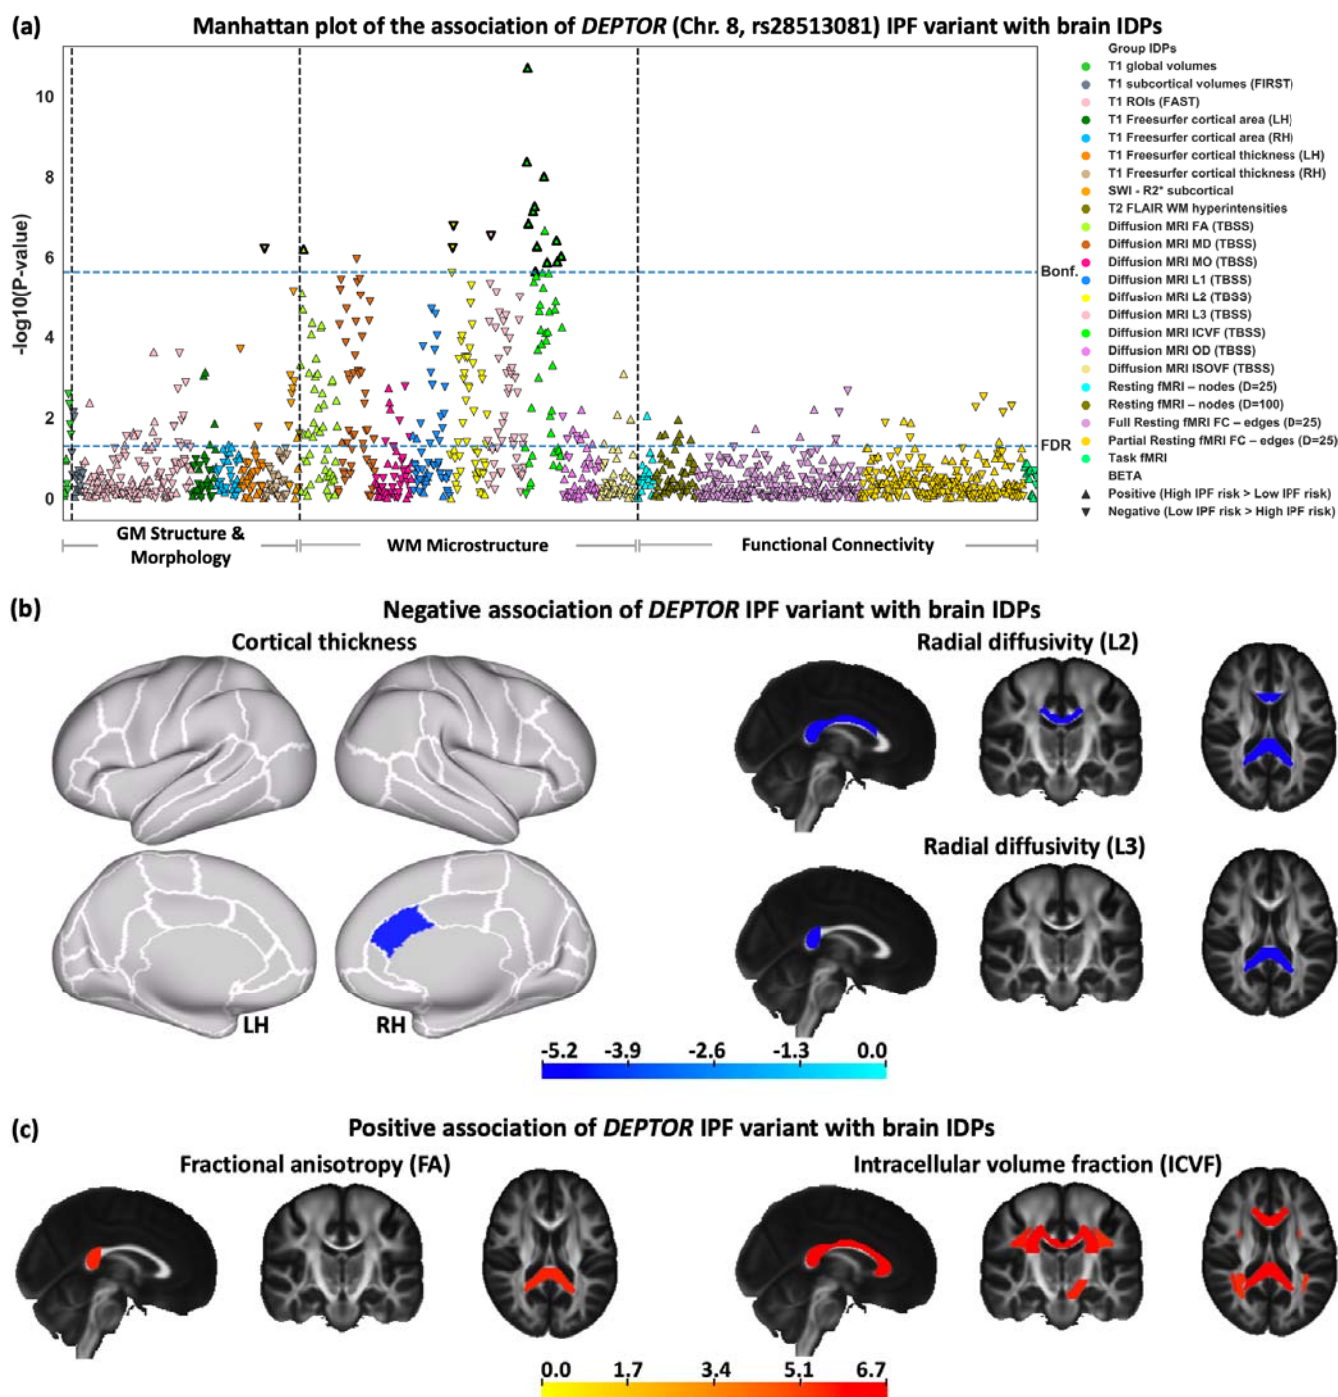 (a) Manhattan plot of the association of DEPTOR (Chr. 8, rs28513081) IPF variant with brain IDPs
-log10(P-value)
10
8
6
4
2
0
Bonf.
FDR
Group IDPs
T1 global volumes
T1 subcortical volumes (FIRST)
T1 ROIs (FAST)
T1 Freesurfer cortical area (LH)
T1 Freesurfer cortical area (RH)
T1 Freesurfer cortical thickness (LH)
T1 Freesurfer cortical thickness (RH)
SWI - R2* subcortical
T2 FLAIR WM hyperintensities
Diffusion MRI FA (TBSS)
Diffusion MRI MD (TBSS)
Diffusion MRI MO (TBSS)
Diffusion MRI L1 (TBSS)
Diffusion MRI L2 (TBSS)
Diffusion MRI L3 (TBSS)
Diffusion MRI ICVF (TBSS)
Diffusion MRI OD (TBSS)
Diffusion MRI ISOVF (TBSS)
Resting fMRI – nodes (D=25)
Resting fMRI – nodes (D=100)
Full Resting fMRI FC – edges (D=25)
Partial Resting fMRI FC – edges (D=25)
Task fMRI
BETA
Positive (High IPF risk > Low IPF risk)
Negative (Low IPF risk > High IPF risk)
GM Structure &
Morphology
WM Microstructure
Functional Connectivity
(b) Negative association of DEPTOR IPF variant with brain IDPs
Cortical thickness
Radial diffusivity (L2)
Radial diffusivity (L3)
LH RH
-5.2 -3.9 -2.6 -1.3 0.0
(c) Positive association of DEPTOR IPF variant with brain IDPs
Fractional anisotropy (FA)
Intracellular volume fraction (ICVF)
0.0 1.7 3.4 5.1 6.7